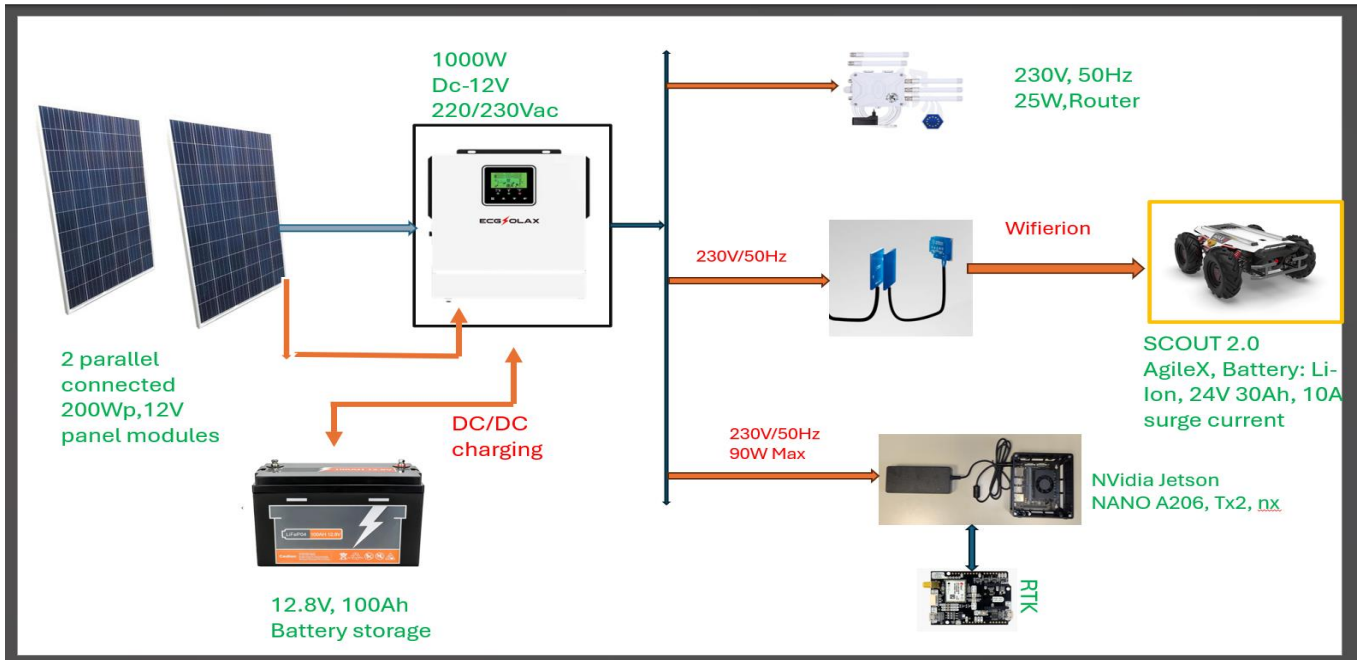 1000W
Dc-12V
220/230Vac
ECGSOLAX
230V, 50Hz
25W,Router
230V/50Hz
Wifierion
SCOUT 2.0
AgileX, Battery: Li-
Ion, 24V 30Ah, 10A
surge current
2 parallel
connected
200Wp,12V
panel modules
DC/DC
charging
230V/50Hz
90W Max
NVidia Jetson
NANO A206, Tx2, nx
RTK
LiFePO4
12.8V, 100Ah
Battery storage